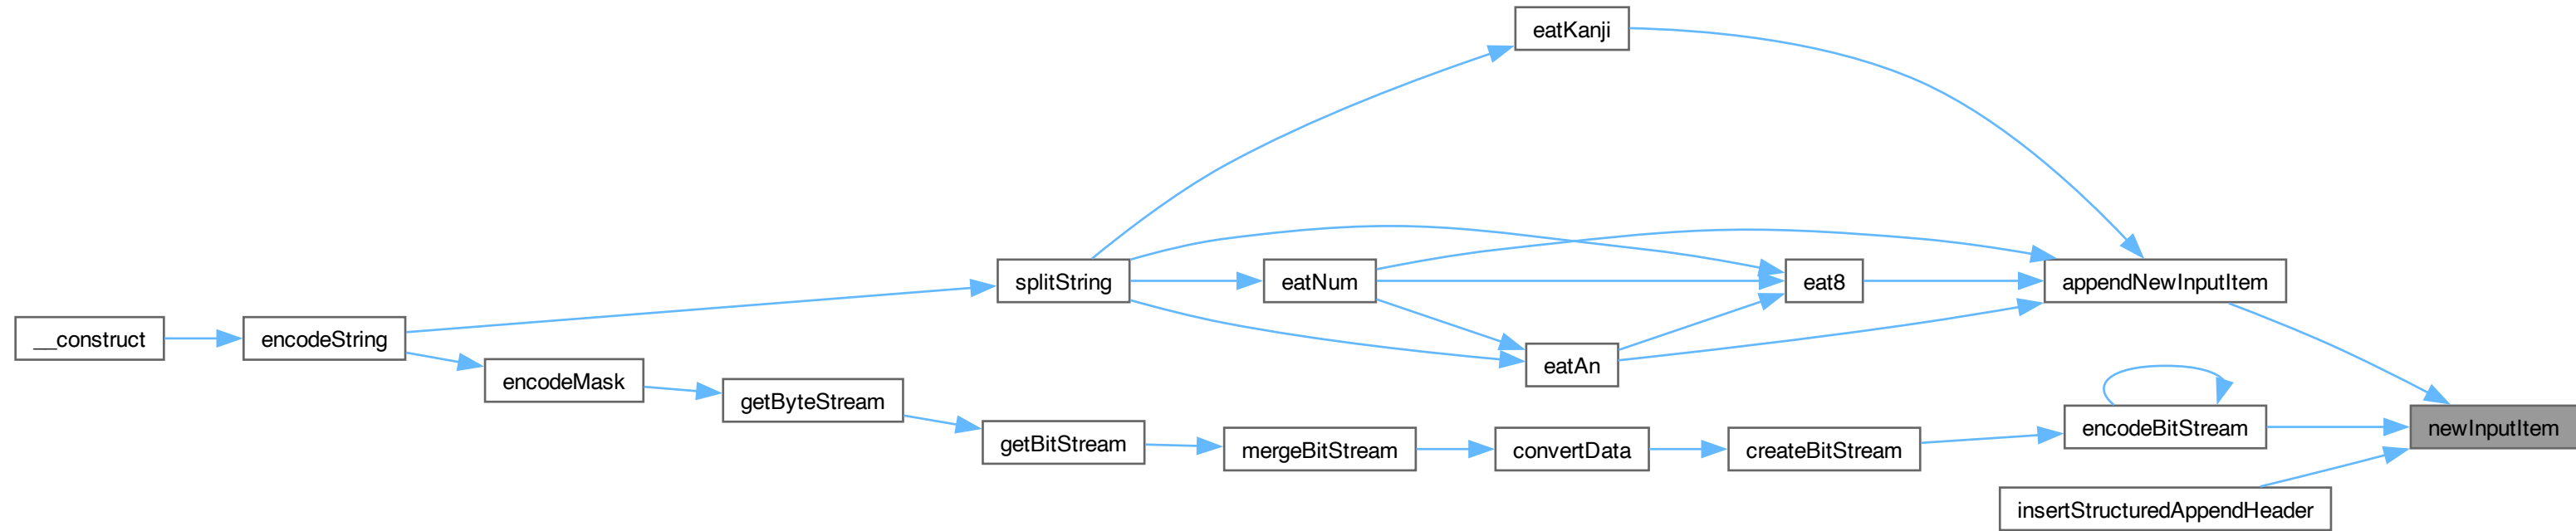 eatKanji
splitString
eatNum
eat8
appendNewInputItem
__construct
encodeString
eatAn
encodeMask
getByteStream
encodeBitStream
newInputItem
getBitStream
mergeBitStream
convertData
createBitStream
insertStructuredAppendHeader